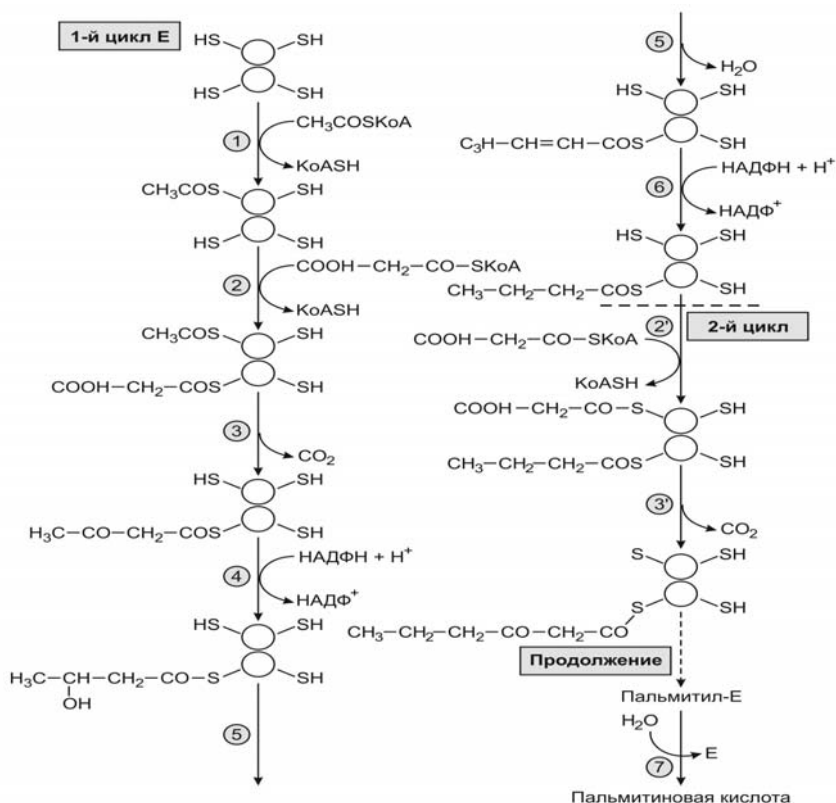 1-й цикл Е
HS SH
HS SH
1
CH₃COSKoA
KoASH
CH₃COS SH
HS SH
2
COOH–CH₂–CO–SKoA
KoASH
CH₃COS SH
COOH–CH₂–COS SH
3
CO₂
HS SH
H₃C–CO–CH₂–COS SH
4
НАДФН + H⁺
НАДФ⁺
HS SH
H₃C–CH–CH₂–CO–S SH
OH
5
5
H₂O
HS SH
C₃H–CH=CH–COS SH
6
НАДФН + H⁺
НАДФ⁺
HS SH
CH₃–CH₂–CH₂–COS SH
2-й цикл
2'
COOH–CH₂–CO–SKoA
KoASH
COOH–CH₂–CO–S SH
CH₃–CH₂–CH₂–COS SH
3'
CO₂
S SH
S SH
CH₃–CH₂–CH₂–CO–CH₂–CO
Продолжение
Пальмитил-Е
H₂O
E
7
Пальмитиновая кислота